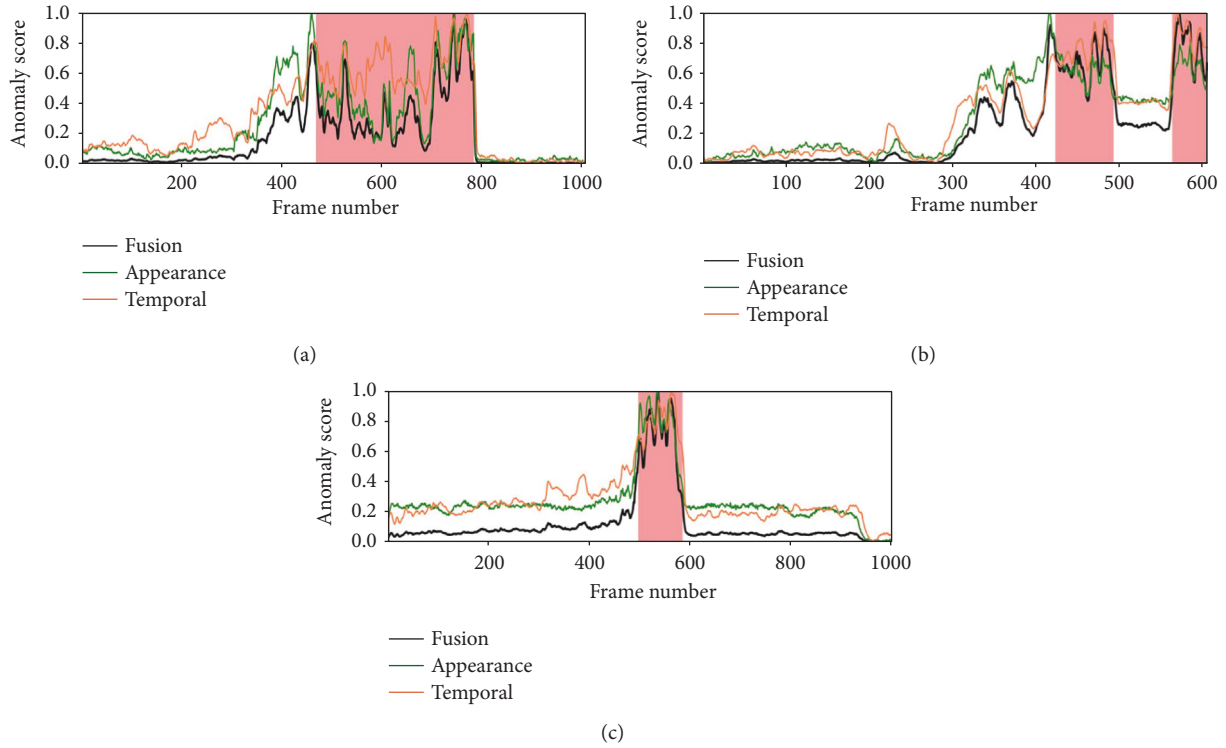 Anomaly score
1.0
0.8
0.6
0.4
0.2
0.0
200 400 600 800 1000
Frame number
Fusion
Appearance
Temporal
(a)
Anomaly score
1.0
0.8
0.6
0.4
0.2
0.0
100 200 300 400 500 600
Frame number
Fusion
Appearance
Temporal
(b)
Anomaly score
1.0
0.8
0.6
0.4
0.2
0.0
200 400 600 800 1000
Frame number
Fusion
Appearance
Temporal
(c)